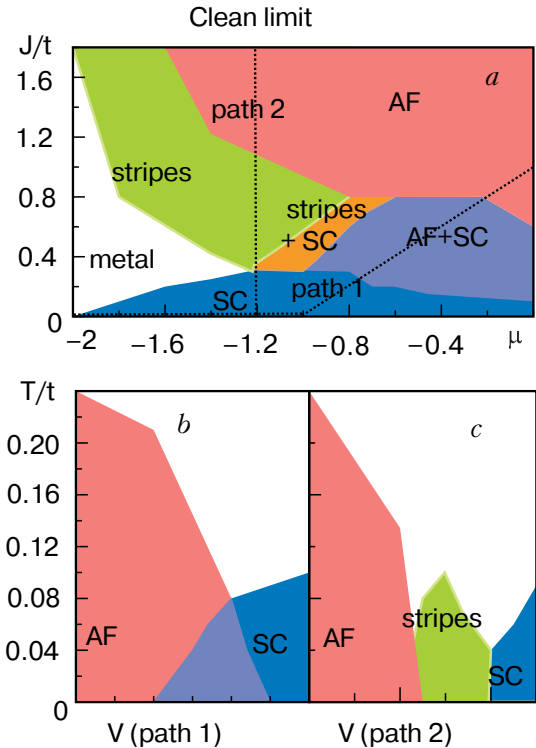 Clean limit
J/t
a
1.6
path 2
AF
1.2
stripes
0.8
stripes
+ SC
AF+SC
metal
0.4
SC
path 1
0
−2
−1.6
−1.2
−0.8
−0.4
μ
T/t
b
c
0.20
0.16
0.12
0.08
AF
SC
AF
stripes
SC
0.04
0
V (path 1)
V (path 2)